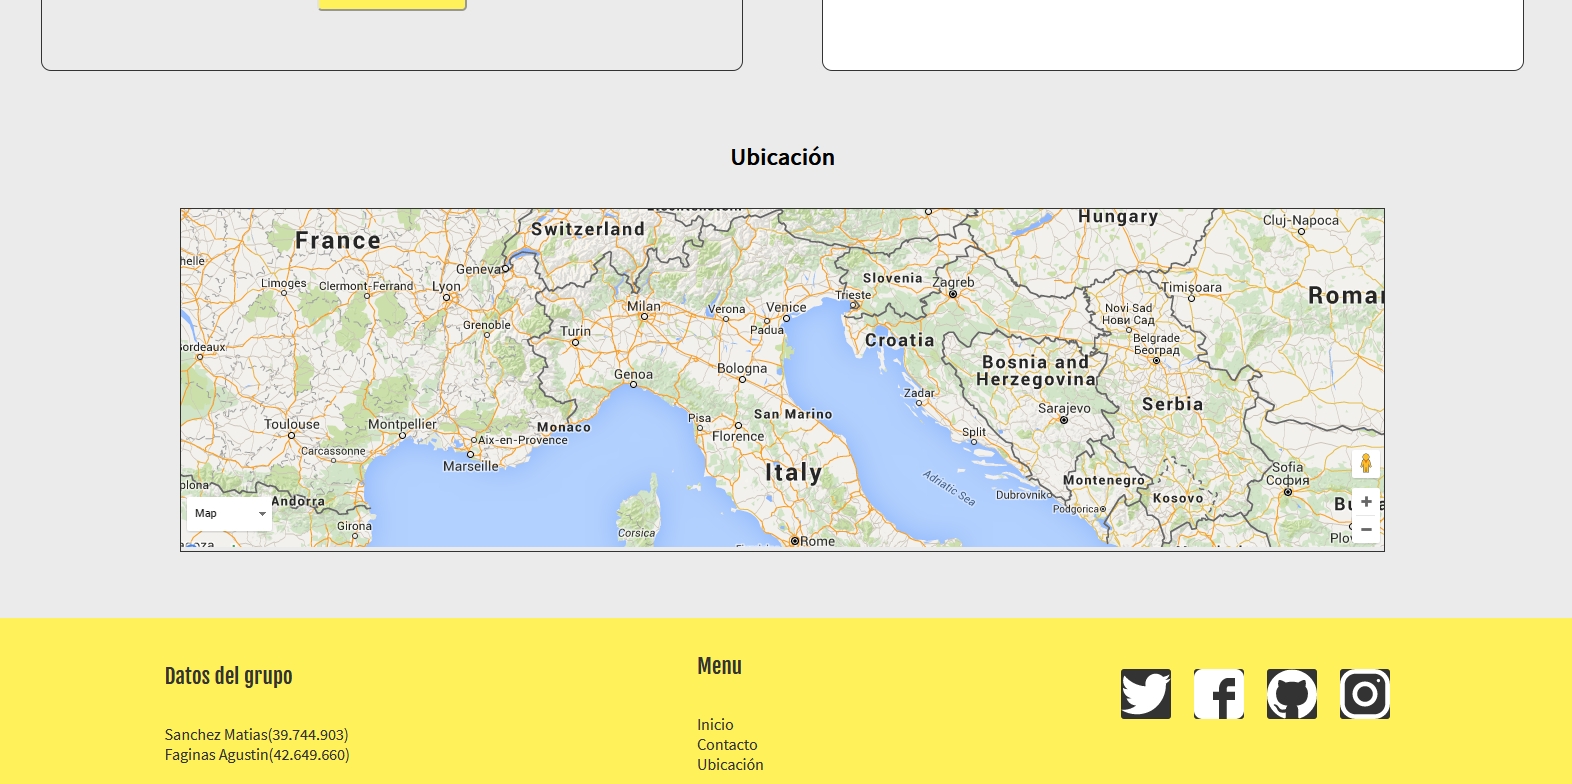 Ubicación
Hungary
Cluj-Napoca
Switzerland
France
Geneva
Slovenia
Zagreb
Limoges
Clermont-Ferrand
Lyon
Timișoara
Trieste
Milan
Verona
Venice
Novi Sad
Нови Сад
Grenoble
Turin
Padua
Croatia
Belgrade
Београд
Bosnia and
Herzegovina
Bologna
Genoa
Zadar
Sarajevo
Serbia
San Marino
Pisa
Florence
Monaco
Toulouse
Montpellier
Aix-en-Provence
Split
Carcassonne
Marseille
Italy
Adriatic Sea
Sofia
София
Montenegro
Dubrovnik
Kosovo
Podgorica
Andorra
Map
Girona
Corsica
Rome
Datos del grupo
Sanchez Matias(39.744.903)
Faginas Agustin(42.649.660)
Menu
Inicio
Contacto
Ubicación